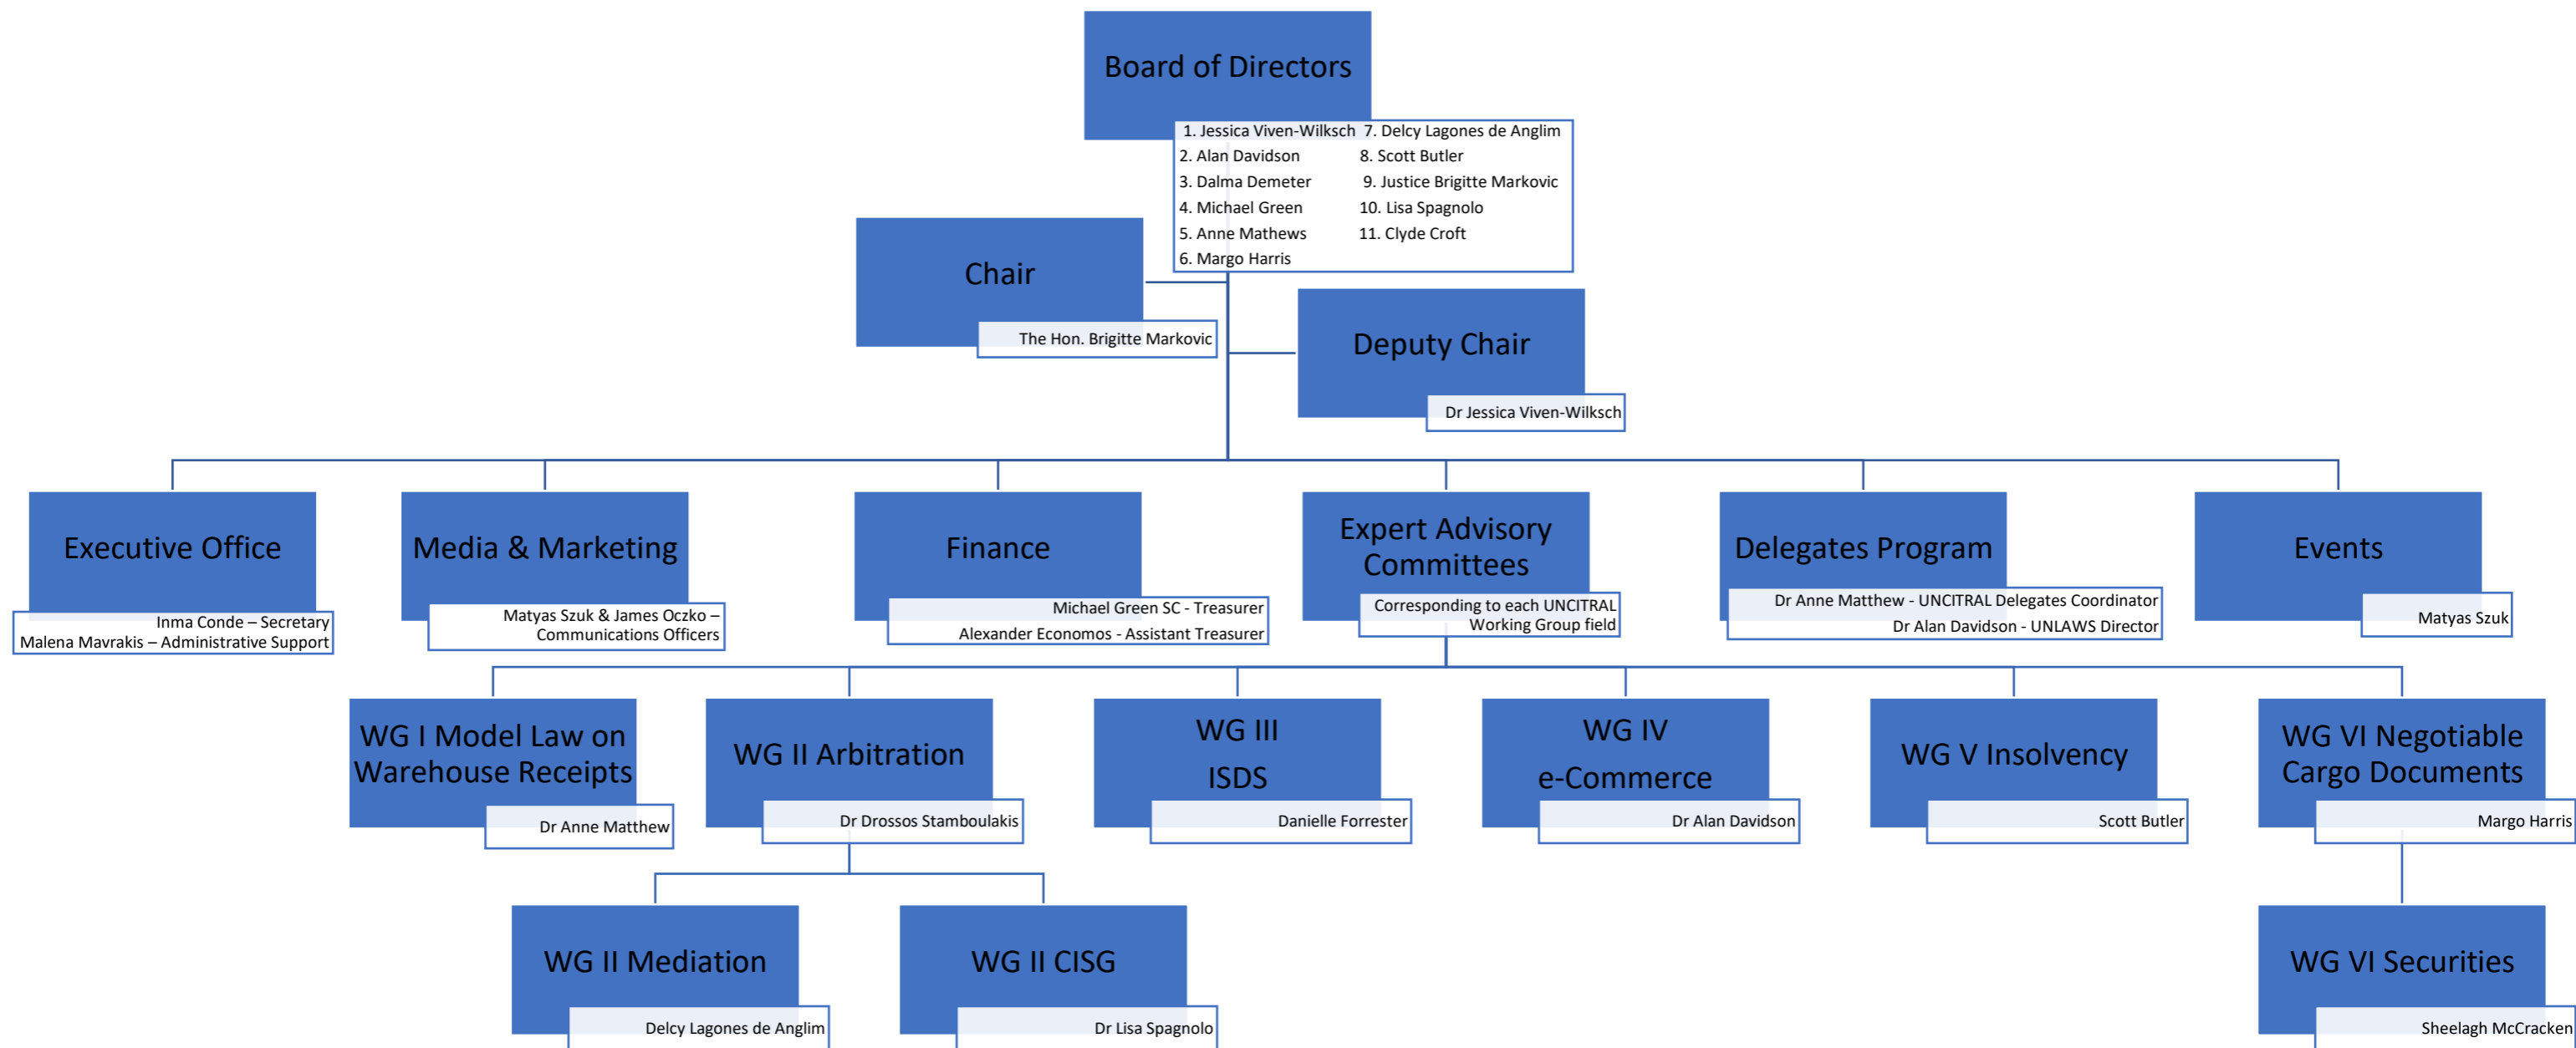 Board of Directors
1. Jessica Viven-Wilksch 7. Delcy Lagones de Anglim
2. Alan Davidson 8. Scott Butler
3. Dalma Demeter 9. Justice Brigitte Markovic
4. Michael Green 10. Lisa Spagnolo
5. Anne Mathews 11. Clyde Croft
6. Margo Harris
Chair
The Hon. Brigitte Markovic
Deputy Chair
Dr Jessica Viven-Wilksch
Executive Office
Inma Conde – Secretary
Malena Mavrakis – Administrative Support
Media & Marketing
Matyas Szuk & James Oczko –
Communications Officers
Finance
Michael Green SC - Treasurer
Alexander Economos - Assistant Treasurer
Expert Advisory
Committees
Corresponding to each UNCITRAL
Working Group field
Delegates Program
Dr Anne Matthew - UNCITRAL Delegates Coordinator
Dr Alan Davidson - UNLAWS Director
Events
Matyas Szuk
WG I Model Law on
Warehouse Receipts
Dr Anne Matthew
WG II Arbitration
Dr Drossos Stamboulakis
WG III
ISDS
Danielle Forrester
WG IV
e-Commerce
Dr Alan Davidson
WG V Insolvency
Scott Butler
WG VI Negotiable
Cargo Documents
Margo Harris
WG II Mediation
Delcy Lagones de Anglim
WG II CISG
Dr Lisa Spagnolo
WG VI Securities
Sheelagh McCracken